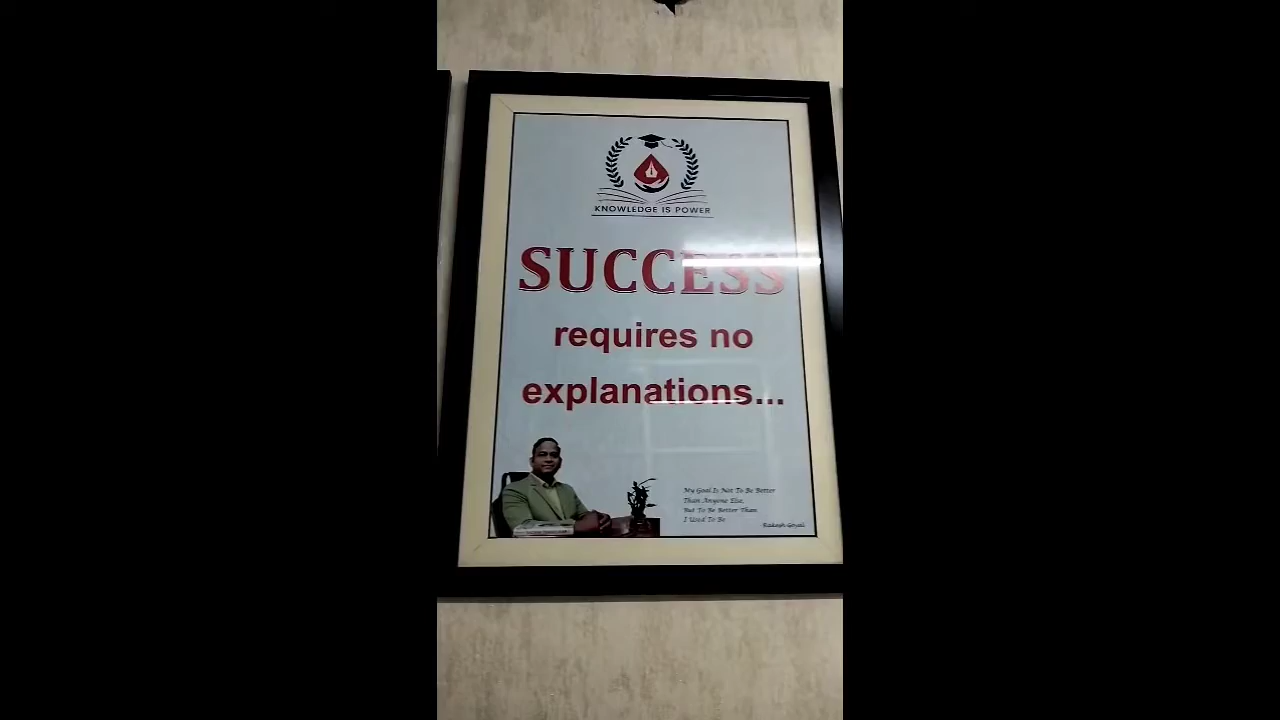 KNOWLEDGE IS POWER
SUCCESS
requires no
explanations...
My Goal Is Not To Be Better
Than Anyone Else,
But To Be Better Than
I Used To Be
Goyal